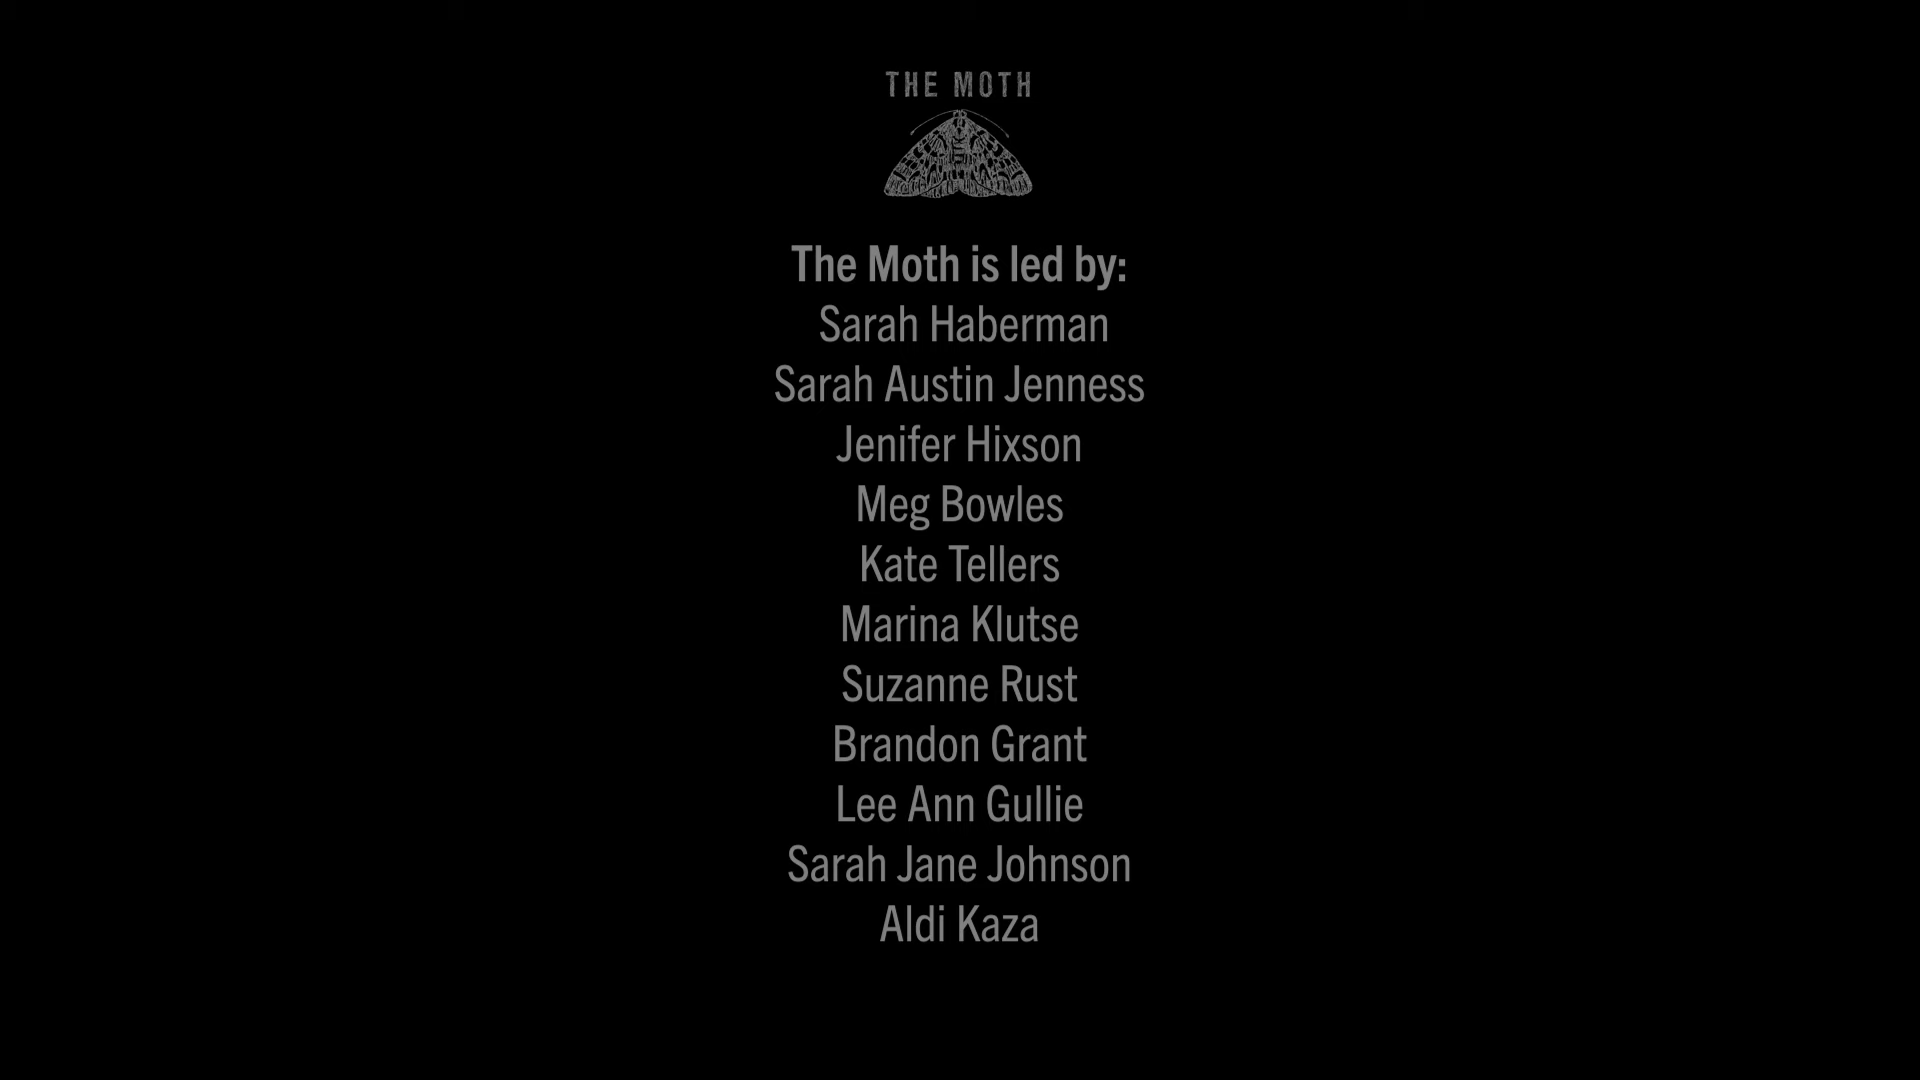 THE MOTH
The Moth is led by:
Sarah Haberman
Sarah Austin Jenness
Jenifer Hixson
Meg Bowles
Kate Tellers
Marina Klutse
Suzanne Rust
Brandon Grant
Lee Ann Gullie
Sarah Jane Johnson
Aldi Kaza